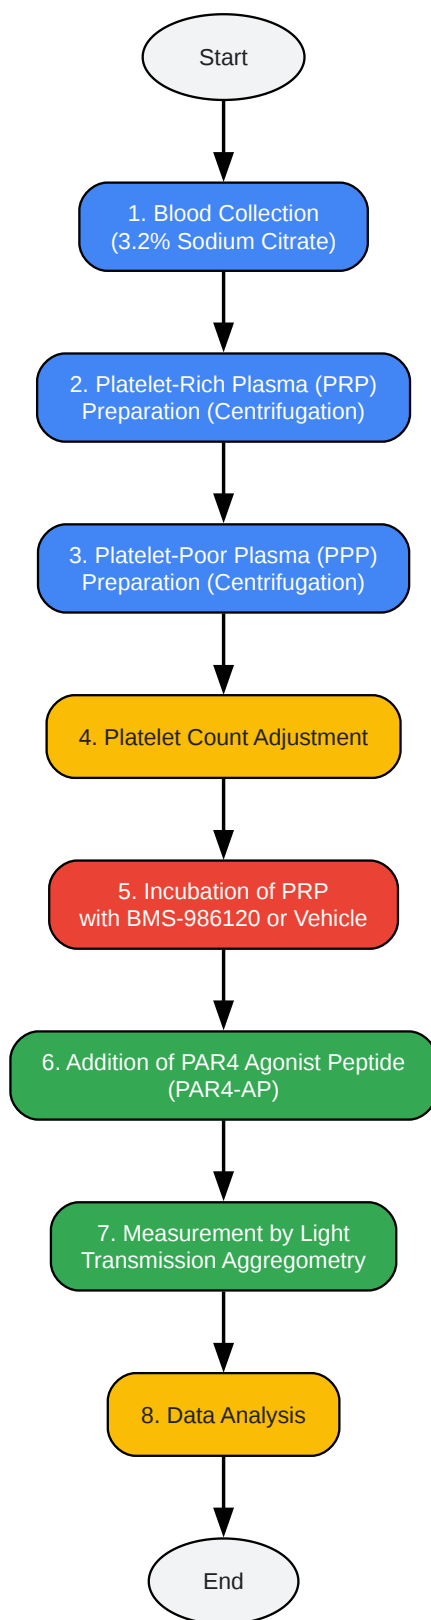 Start
1. Blood Collection
(3.2% Sodium Citrate)
2. Platelet-Rich Plasma (PRP)
Preparation (Centrifugation)
3. Platelet-Poor Plasma (PPP)
Preparation (Centrifugation)
4. Platelet Count Adjustment
5. Incubation of PRP
with BMS-986120 or Vehicle
6. Addition of PAR4 Agonist Peptide
(PAR4-AP)
7. Measurement by Light
Transmission Aggregometry
8. Data Analysis
End